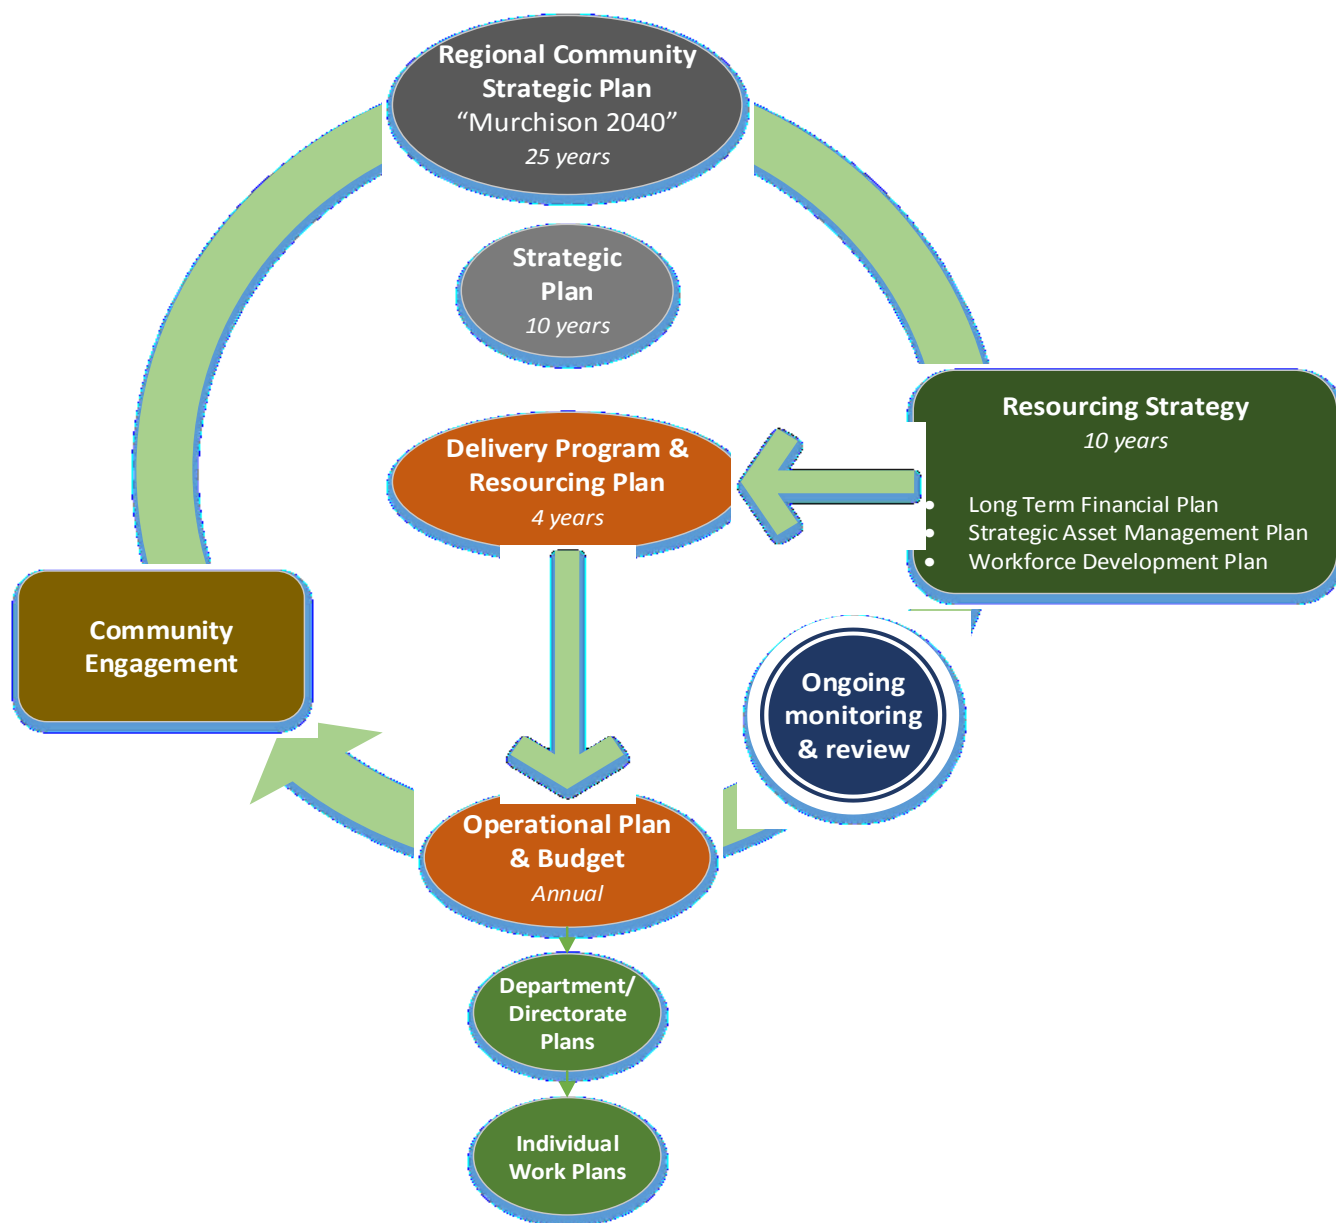 Regional Community
Strategic Plan
“Murchison 2040”
25 years
Strategic
Plan
10 years
Delivery Program &
Resourcing Plan
4 years
Resourcing Strategy
10 years
• Long Term Financial Plan
• Strategic Asset Management Plan
• Workforce Development Plan
Community
Engagement
Ongoing
monitoring
& review
Operational Plan
& Budget
Annual
Department/
Directorate
Plans
Individual
Work Plans